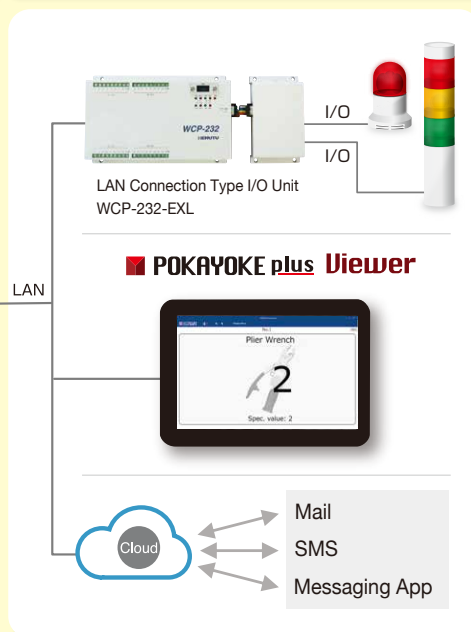 I/O
WCP-232
I/O
LAN Connection Type I/O Unit
WCP-232-EXL
POKAYOKE plus Viewer
LAN
Plier Wrench
2
Spec. value: 2
Cloud
Mail
SMS
Messaging App